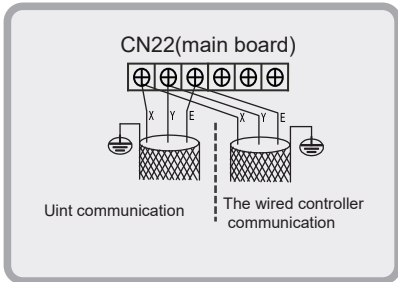 CN22(main board)
X Y E X Y E
Uint communication
The wired controller
communication